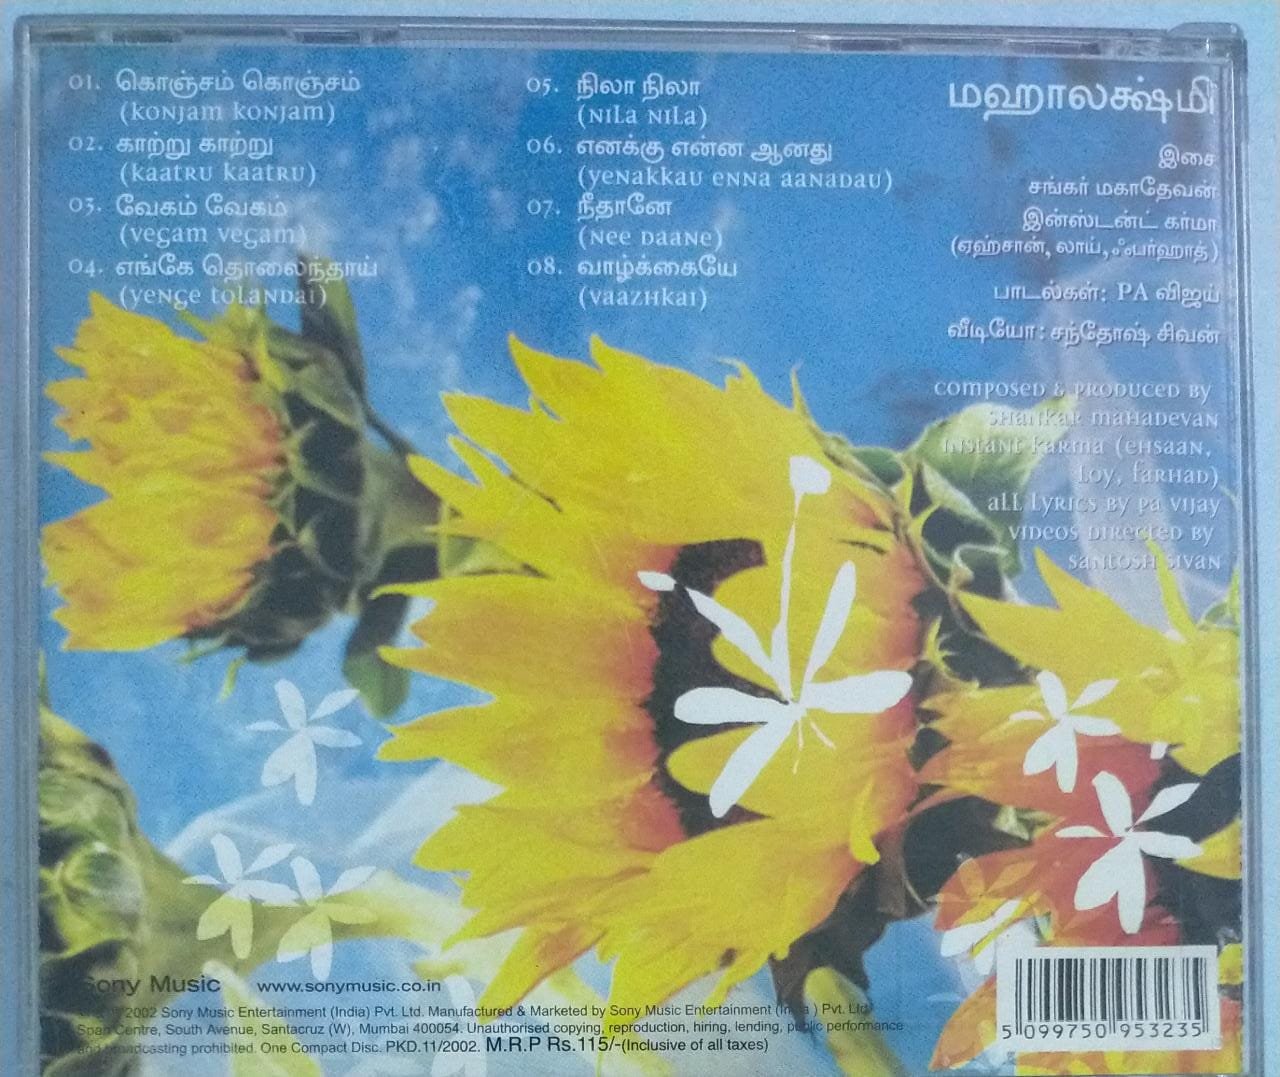 01. கொஞ்சம் கொஞ்சம்
(konjam konjam)
02. காற்று காற்று
(kaatru kaatru)
03. வேகம் வேகம்
(vegam vegam)
04. எங்கே தொலைந்தாய்
(yenge tolandai)
05. நிலா நிலா
(nila nila)
06. எனக்கு என்ன ஆனது
(yenakkau enna aanadau)
07. நீதானே
(nee daane)
08. வாழ்க்கையே
(vaazhkai)
மஹாலக்ஷ்மி
இசை
சங்கர் மகாதேவன்
இன்ஸ்டன்ட் கர்மா
(எஹ்சான், லாய், ஃபர்ஹாத்)
பாடல்கள்: PA விஜய்
வீடியோ: சந்தோஷ் சிவன்
composed & produced by
shankar mahadevan
instant karma (ehsaan,
loy, farhad)
all lyrics by pa vijay
videos directed by
santosh sivan
Sony Music www.sonymusic.co.in
2002 Sony Music Entertainment (India) Pvt. Ltd. Manufactured & Marketed by Sony Music Entertainment (India) Pvt. Ltd
Span Centre, South Avenue, Santacruz (W), Mumbai 400054. Unauthorised copying, reproduction, hiring, lending, public performance
and broadcasting prohibited. One Compact Disc. PKD.11/2002. M.R.P Rs.115/-(Inclusive of all taxes)
5 099750 953235